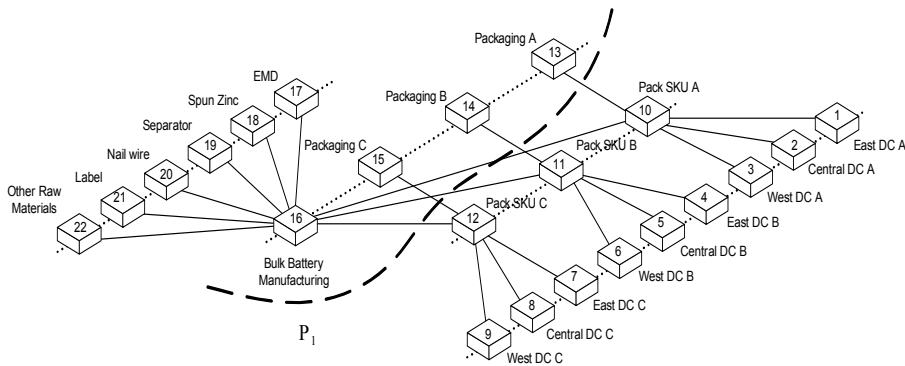 Packaging A
13
Pack SKU A
10
1
East DC A
EMD
17
Packaging B
14
2
Central DC A
Spun Zinc
18
Pack SKU B
11
3
West DC A
Separator
19
Packaging C
15
4
East DC B
Nail wire
20
Pack SKU C
12
5
Central DC B
Label
21
16
6
West DC B
Other Raw
Materials
22
Bulk Battery
Manufacturing
7
East DC C
8
Central DC C
P1
9
West DC C